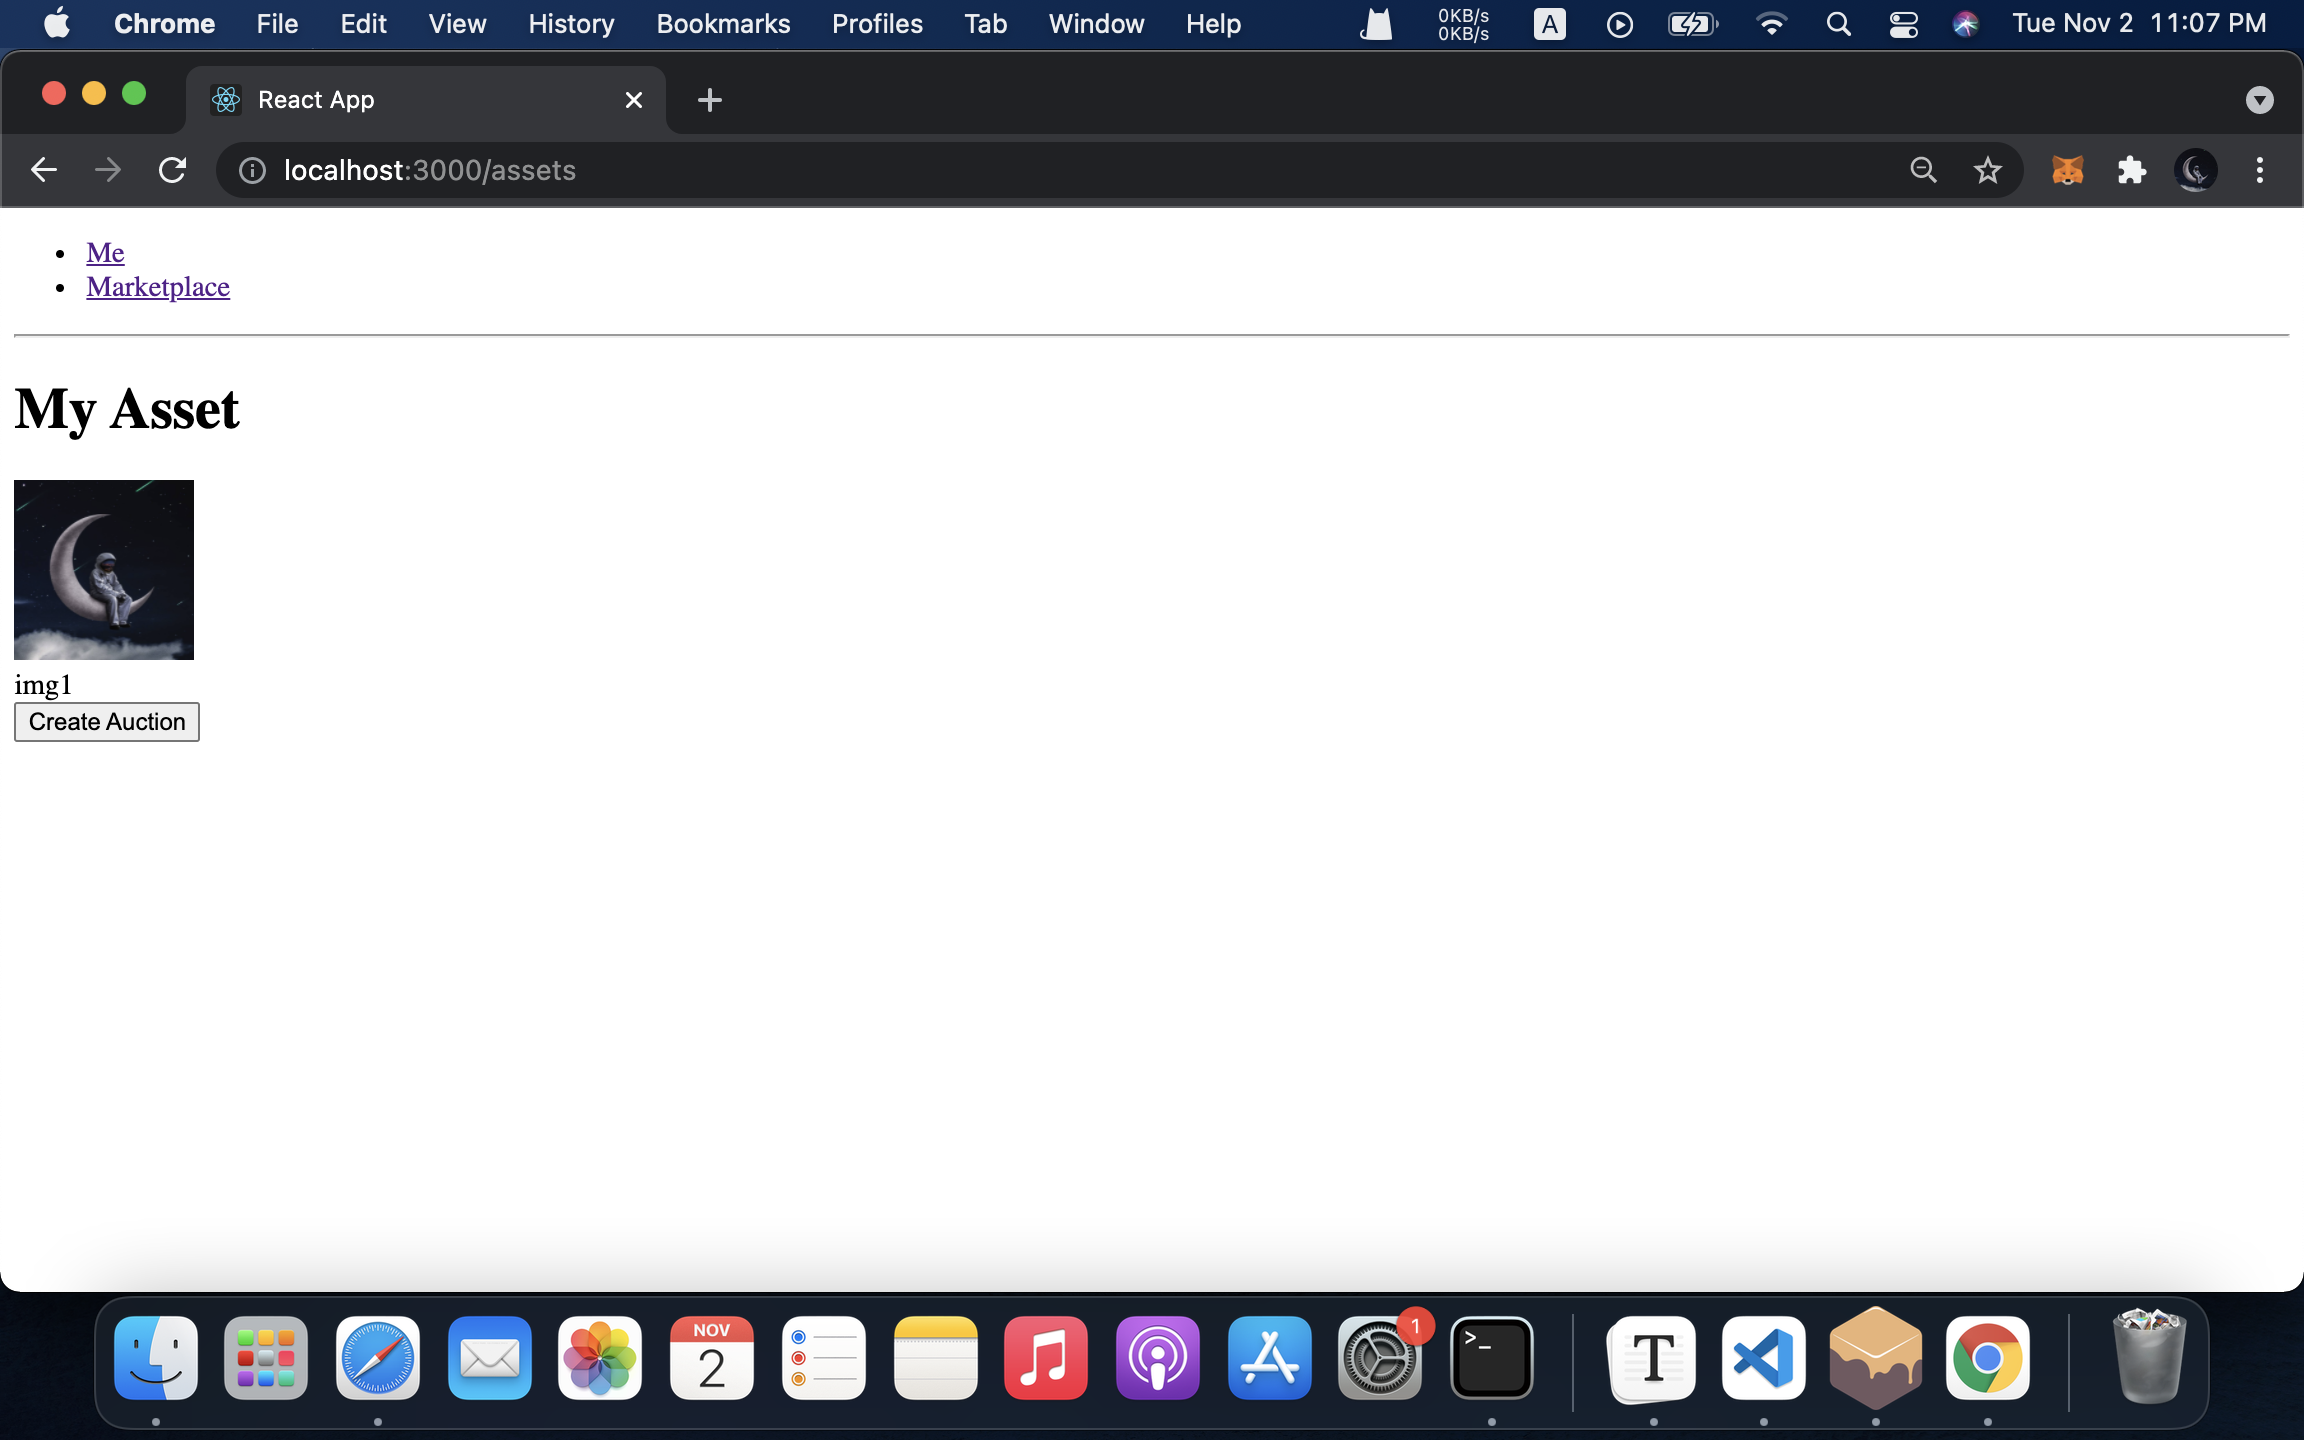 Chrome File Edit View History Bookmarks Profiles Tab Window Help 0KB/s 0KB/s A Tue Nov 2 11:07 PM
React App
localhost:3000/assets
Me
Marketplace
My Asset
img1
Create Auction
NOV
2
1
>_
T